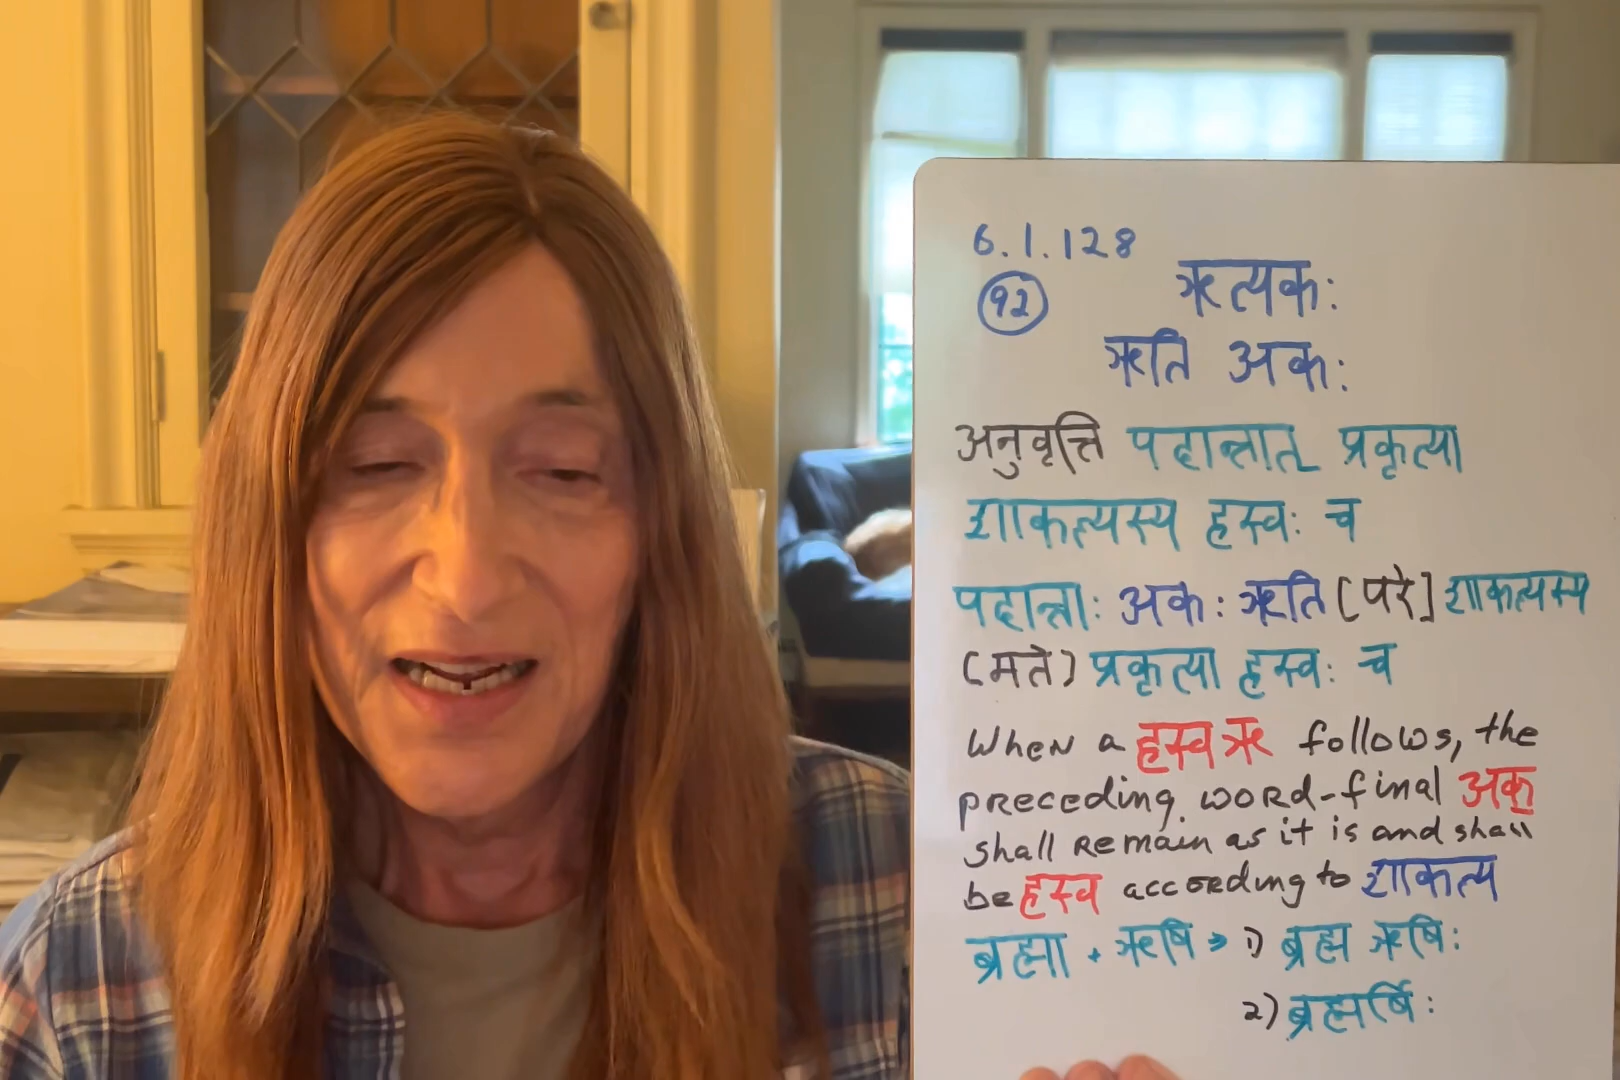 6.1.128
92 ऋत्यकः
ऋति अकः
अनुवृत्ति पदान्तात् प्रकृत्या
शाकल्यस्य ह्रस्वः च
पदान्ताः अकः ऋति [परे] शाकल्यस्य
(मते) प्रकृत्या ह्रस्वः च
When a ह्रस्व ऋ follows, the
preceding word-final अक्
shall remain as it is and shall
be ह्रस्व according to शाकल्य
ब्रह्मा + ऋषि → 1) ब्रह्म ऋषिः
2) ब्रह्मर्षिः